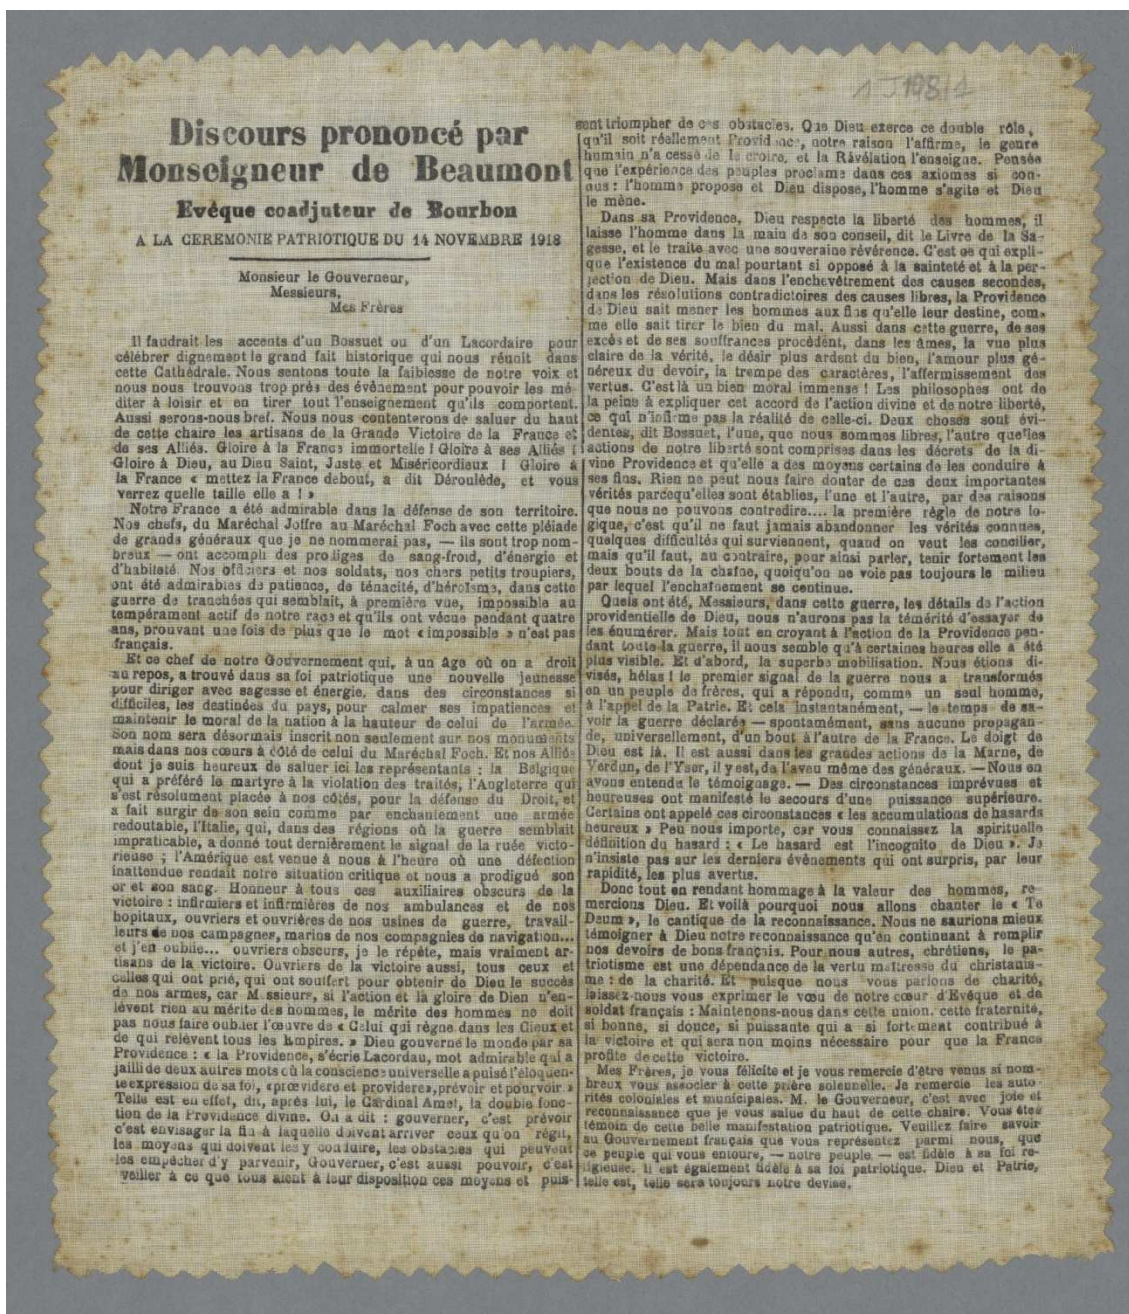 1 J 198/1
Discours prononcé par
Monseigneur de Beaumont
Evêque coadjuteur de Bourbon
A LA CEREMONIE PATRIOTIQUE DU 14 NOVEMBRE 1918
Monsieur le Gouverneur,
Messieurs,
Mes Frères
Il faudrait les accents d'un Bossuet ou d'un Lacordaire pour
célébrer dignement le grand fait historique qui nous réunit dans
cette Cathédrale. Nous sentons toute la faiblesse de notre voix et
nous nous trouvons trop près des évênement pour pouvoir les mé-
diter à loisir et en tirer tout l'enseignement qu'ils comportent.
Aussi serons-nous bref. Nous nous contenterons de saluer du haut
de cette chaire les artisans de la Grande Victoire de la France et
de ses Alliés. Gloire à la France immortelle ! Gloire à ses Alliés !
Gloire à Dieu, au Dieu Saint, Juste et Miséricordieux ! Gloire à
la France « mettez la France debout, a dit Déroulède, et vous
verrez quelle taille elle a ! »
Notre France a été admirable dans la défense de son territoire.
Nos chefs, du Maréchal Joffre au Maréchal Foch avec cette pléiade
de grands généraux que je ne nommerai pas, — ils sont trop nom-
breux — ont accompli des prodiges de sang-froid, d'énergie et
d'habileté. Nos officiers et nos soldats, nos chers petits troupiers,
ont été admirables de patience, de ténacité, d'héroïsme, dans cette
guerre de tranchées qui semblait, à première vue, impossible au
tempérament actif de notre race et qu'ils ont vécue pendant quatre
ans, prouvant une fois de plus que le mot « impossible » n'est pas
français.
Et ce chef de notre Gouvernement qui, à un âge où on a droit
au repos, a trouvé dans sa foi patriotique une nouvelle jeunesse
pour diriger avec sagesse et énergie, dans des circonstances si
difficiles, les destinées du pays, pour calmer ses impatiences et
maintenir le moral de la nation à la hauteur de celui de l'armée.
Son nom sera désormais inscrit non seulement sur nos monuments
mais dans nos cœurs à côté de celui du Maréchal Foch. Et nos Alliés
dont je suis heureux de saluer ici les représentants : la Belgique
qui a préféré le martyre à la violation des traités, l'Angleterre qui
s'est résolument placée à nos côtés, pour la défense du Droit, et
a fait surgir de son sein comme par enchantement une armée
redoutable, l'Italie, qui, dans des régions où la guerre semblait
impraticable, a donné tout dernièrement le signal de la ruée victo-
rieuse ; l'Amérique est venue à nous à l'heure où une défection
inattendue rendait notre situation critique et nous a prodigué son
or et son sang. Honneur à tous ces auxiliaires obscurs de la
victoire : infirmiers et infirmières de nos ambulances et de nos
hopitaux, ouvriers et ouvrières de nos usines de guerre, travail-
leurs de nos campagnes, marins de nos compagnies de navigation...
et j'en oublie... ouvriers obscurs, je le répète, mais vraiment ar-
tisans de la victoire. Ouvriers de la victoire aussi, tous ceux et
celles qui ont prié, qui ont souffert pour obtenir de Dieu le succès
de nos armes, car Messieurs, si l'action et la gloire de Dieu n'en-
lèvent rien au mérite des hommes, le mérite des hommes ne doit
pas nous faire oublier l'œuvre de « Celui qui règne dans les Cieux et
de qui relèvent tous les Empires. » Dieu gouverne le monde par sa
Providence : « la Providence, s'écrie Lacordau, mot admirable qui a
jailli de deux autres mots où la conscience universelle a puisé l'éloquen-
te expression de sa foi, «prœvidere et providere», prévoir et pourvoir.»
Telle est en effet, dit, après lui, le Cardinal Amet, la double fonc-
tion de la Providence divine. On a dit : gouverner, c'est prévoir
c'est envisager la fin à laquelle doivent arriver ceux qu'on régit,
les moyens qui doivent les y conduire, les obstacles qui peuvent
les empêcher d'y parvenir, Gouverner, c'est aussi pouvoir, c'est
veiller à ce que tous aient à leur disposition ces moyens et puis-
sent triompher de ces obstacles. Que Dieu exerce ce double rôle,
qu'il soit réellement Providence, notre raison l'affirme, le genre
humain n'a cessé de le croire, et la Révélation l'enseigne. Pensée
que l'expérience des peuples proclame dans ces axiomes si con-
nus : l'homme propose et Dieu dispose, l'homme s'agite et Dieu
le mène.
Dans sa Providence, Dieu respecte la liberté des hommes, il
laisse l'homme dans la main de son conseil, dit le Livre de la Sa-
gesse, et le traite avec une souveraine révérence. C'est ce qui expli-
que l'existence du mal pourtant si opposé à la sainteté et à la per-
fection de Dieu. Mais dans l'enchevêtrement des causes secondes,
dans les résolutions contradictoires des causes libres, la Providence
de Dieu sait mener les hommes aux fins qu'elle leur destine, com-
me elle sait tirer le bien du mal. Aussi dans cette guerre, de ses
excès et de ses souffrances procèdent, dans les âmes, la vue plus
claire de la vérité, le désir plus ardent du bien, l'amour plus gé-
néreux du devoir, la trempe des caractères, l'affermissement des
vertus. C'est là un bien moral immense ! Les philosophes ont de
la peine à expliquer cet accord de l'action divine et de notre liberté,
ce qui n'infirme pas la réalité de celle-ci. Deux choses sont évi-
dentes, dit Bossuet, l'une, que nous sommes libres, l'autre que les
actions de notre liberté sont comprises dans les décrets de la di-
vine Providence et qu'elle a des moyens certains de les conduire à
ses fins. Rien ne peut nous faire douter de ces deux importantes
vérités parcequ'elles sont établies, l'une et l'autre, par des raisons
que nous ne pouvons contredire.... la première règle de notre lo-
gique, c'est qu'il ne faut jamais abandonner les vérités connues,
quelques difficultés qui surviennent, quand on veut les concilier,
mais qu'il faut, au contraire, pour ainsi parler, tenir fortement les
deux bouts de la chaîne, quoiqu'on ne voie pas toujours le milieu
par lequel l'enchaînement se continue.
Quels ont été, Messieurs, dans cette guerre, les détails de l'action
providentielle de Dieu, nous n'aurons pas la témérité d'essayer de
les énumérer. Mais tout en croyant à l'action de la Providence pen-
dant toute la guerre, il nous semble qu'à certaines heures elle a été
plus visible. Et d'abord, la superbe mobilisation. Nous étions di-
visés, hélas ! le premier signal de la guerre nous a transformés
en un peuple de frères, qui a répondu, comme un seul homme,
à l'appel de la Patrie. Et cela instantanément, — le temps de sa-
voir la guerre déclarée — spontamément, sans aucune propagan-
de, universellement, d'un bout à l'autre de la France. Le doigt de
Dieu est là. Il est aussi dans les grandes actions de la Marne, de
Verdun, de l'Yser, il y est, de l'aveu même des généraux. — Nous en
avons entendu le témoignage. — Des circonstances imprévues et
heureuses ont manifesté le secours d'une puissance supérieure.
Certains ont appelé ces circonstances « les accumulations de hasards
heureux » Peu nous importe, car vous connaissez la spirituelle
définition du hasard : « Le hasard est l'incognito de Dieu ». Je
n'insiste pas sur les derniers évènements qui ont surpris, par leur
rapidité, les plus avertis.
Donc tout en rendant hommage à la valeur des hommes, re-
mercions Dieu. Et voilà pourquoi nous allons chanter le « Te
Deum », le cantique de la reconnaissance. Nous ne saurions mieux
témoigner à Dieu notre reconnaissance qu'en continuant à remplir
nos devoirs de bons français. Pour nous autres, chrétiens, le pa-
triotisme est une dépendance de la vertu maîtresse du christianis-
me : de la charité. Et puisque nous vous parlons de charité,
laissez-nous vous exprimer le vœu de notre cœur d'Evêque et de
soldat français : Maintenons-nous dans cette union, cette fraternité,
si bonne, si douce, si puissante qui a si fortement contribué à
la victoire et qui sera non moins nécessaire pour que la France
profite de cette victoire.
Mes Frères, je vous félicite et je vous remercie d'être venus si nom-
breux vous associer à cette prière solennelle. Je remercie les auto-
rités coloniales et municipales. M. le Gouverneur, c'est avec joie et
reconnaissance que je vous salue du haut de cette chaire. Vous êtes
témoin de cette belle manifestation patriotique. Veuillez faire savoir
au Gouvernement français que vous représentez parmi nous, que
ce peuple qui vous entoure, — notre peuple — est fidèle à sa foi re-
ligieuse. Il est également fidèle à sa foi patriotique. Dieu et Patrie,
telle est, telle sera toujours notre devise.